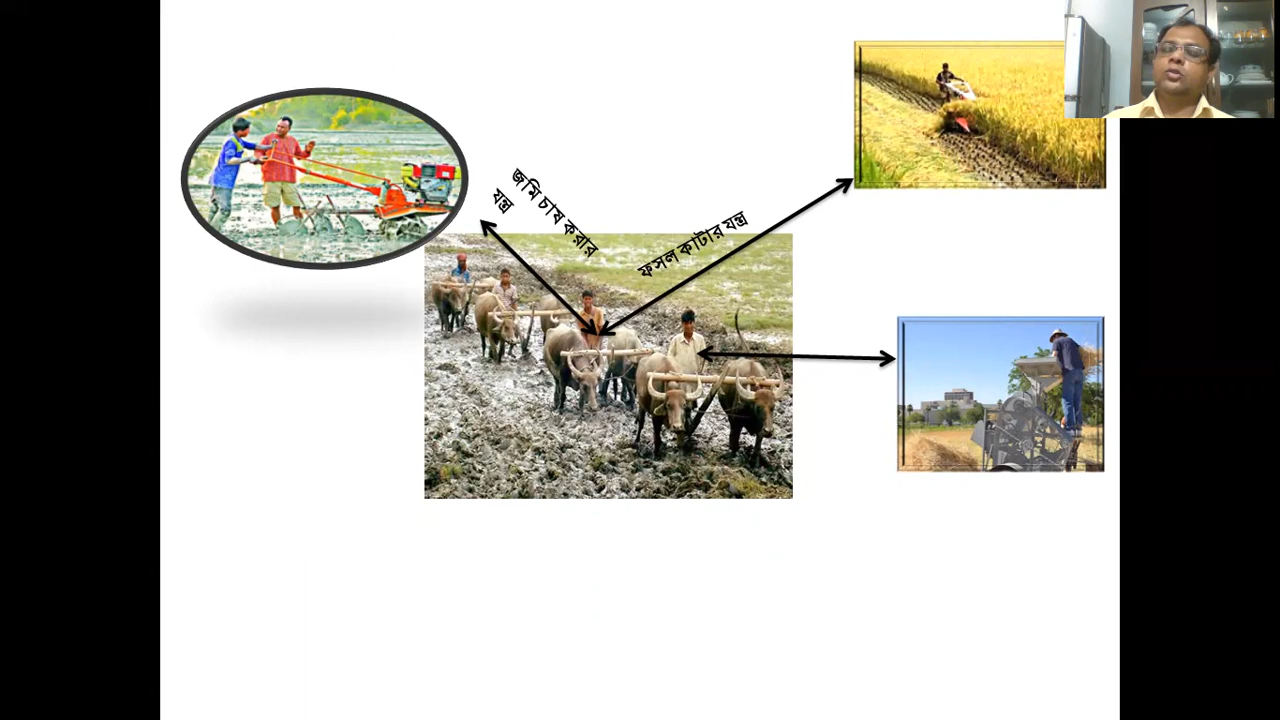 জমি চাষ করার
যন্ত্র
ফসল কাটার যন্ত্র